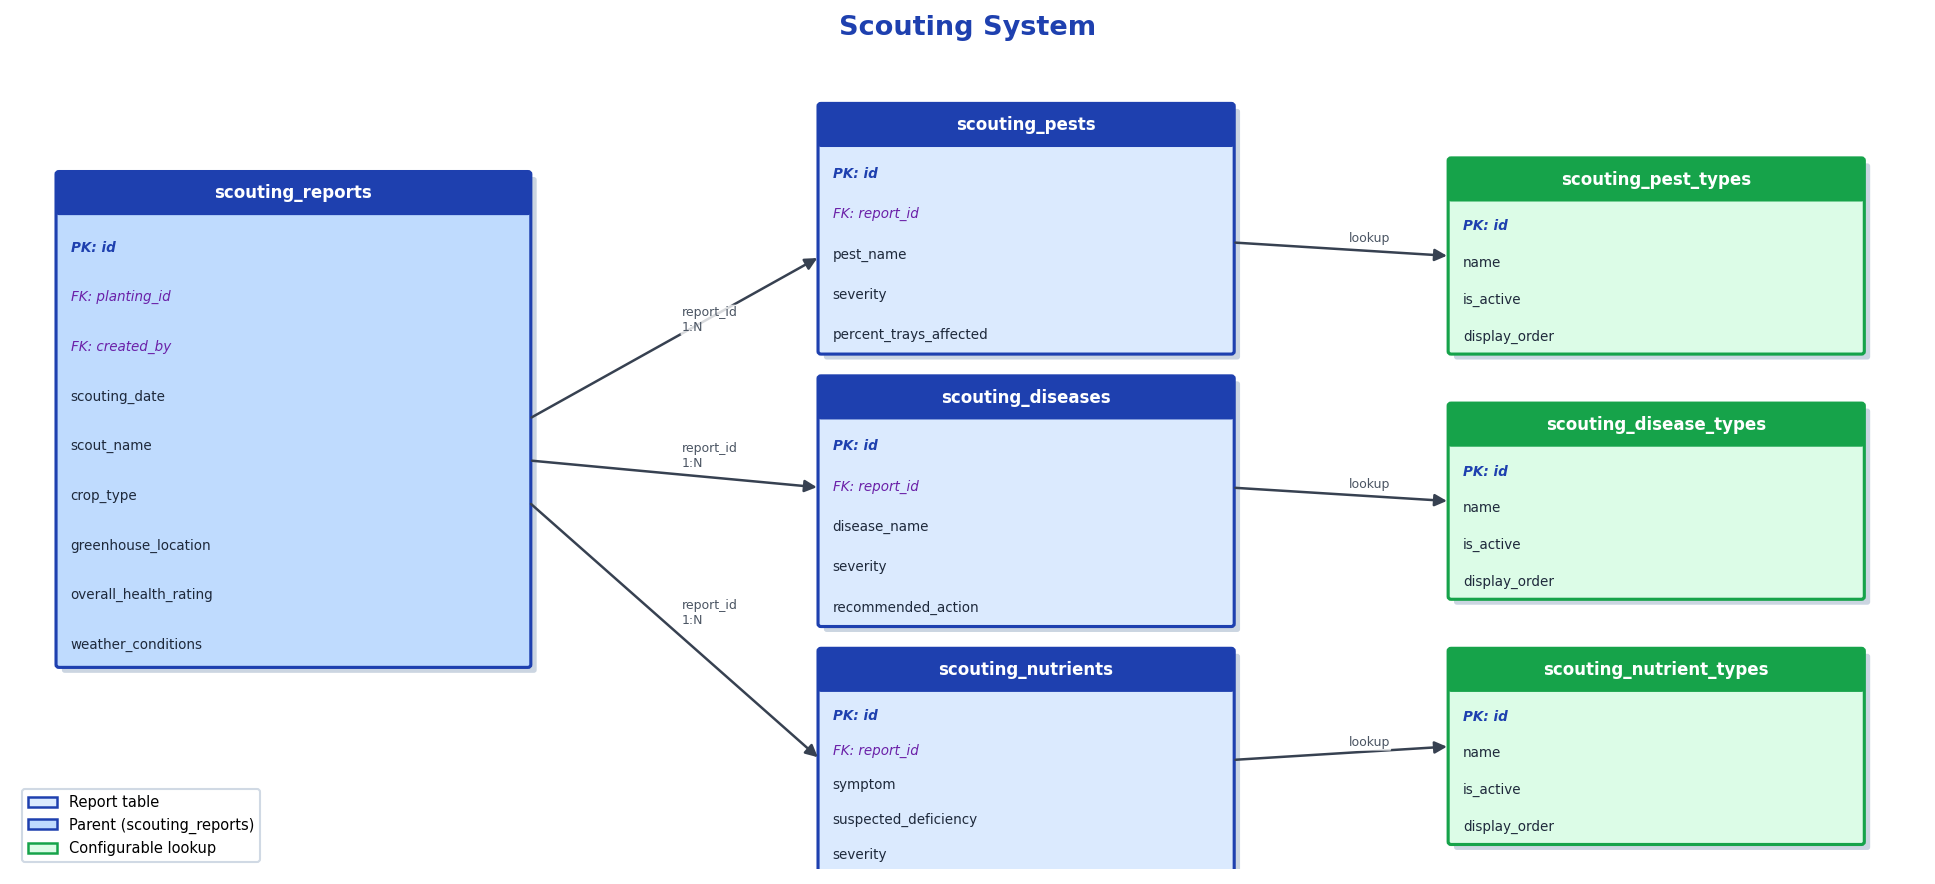 Scouting System
scouting_reports
PK: id
FK: planting_id
FK: created_by
scouting_date
scout_name
crop_type
greenhouse_location
overall_health_rating
weather_conditions
report_id
1:N
report_id
1:N
report_id
1:N
scouting_pests
PK: id
FK: report_id
pest_name
severity
percent_trays_affected
scouting_diseases
PK: id
FK: report_id
disease_name
severity
recommended_action
scouting_nutrients
PK: id
FK: report_id
symptom
suspected_deficiency
severity
lookup
lookup
lookup
scouting_pest_types
PK: id
name
is_active
display_order
scouting_disease_types
PK: id
name
is_active
display_order
scouting_nutrient_types
PK: id
name
is_active
display_order
Report table
Parent (scouting_reports)
Configurable lookup